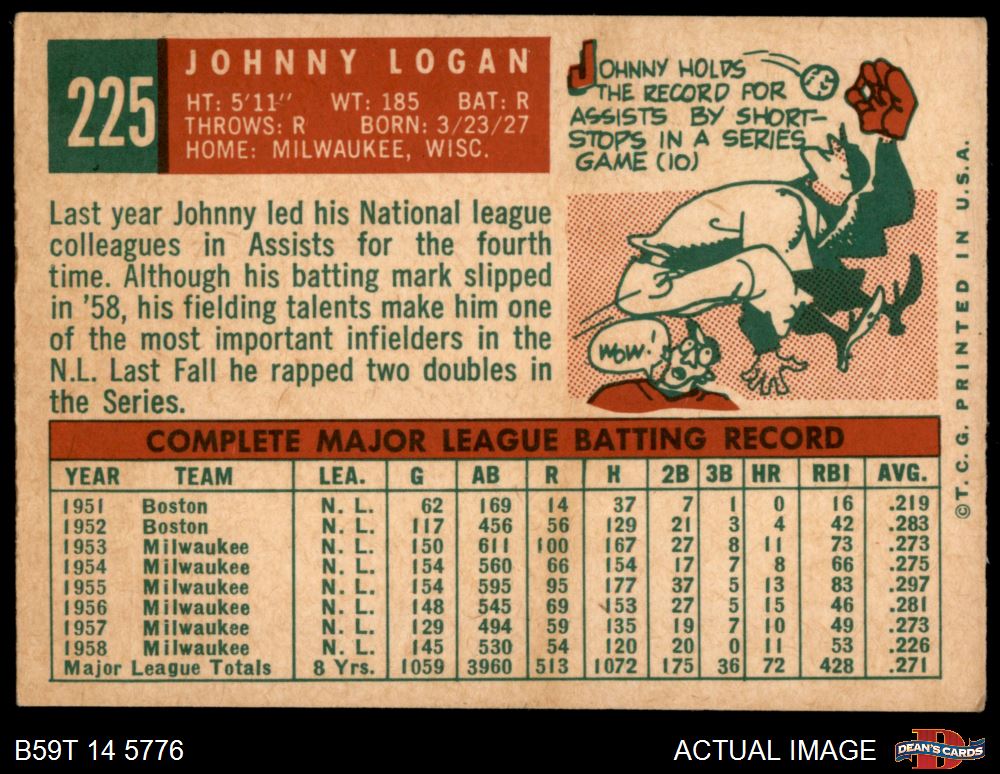 225
JOHNNY LOGAN
HT: 5'11" WT: 185 BAT: R
THROWS: R BORN: 3/23/27
HOME: MILWAUKEE, WISC.
JOHNNY HOLDS
THE RECORD FOR
ASSISTS BY SHORT-
STOPS IN A SERIES
GAME (10)
WOW!
Last year Johnny led his National league
colleagues in Assists for the fourth
time. Although his batting mark slipped
in '58, his fielding talents make him one
of the most important infielders in the
N.L. Last Fall he rapped two doubles in
the Series.
©T. C. G. PRINTED IN U.S.A.
COMPLETE MAJOR LEAGUE BATTING RECORD
YEAR TEAM LEA. G AB R H 2B 3B HR RBI AVG.
1951 Boston N. L. 62 169 14 37 7 1 0 16 .219
1952 Boston N. L. 117 456 56 129 21 3 4 42 .283
1953 Milwaukee N. L. 150 611 100 167 27 8 11 73 .273
1954 Milwaukee N. L. 154 560 66 154 17 7 8 66 .275
1955 Milwaukee N. L. 154 595 95 177 37 5 13 83 .297
1956 Milwaukee N. L. 148 545 69 153 27 5 15 46 .281
1957 Milwaukee N. L. 129 494 59 135 19 7 10 49 .273
1958 Milwaukee N. L. 145 530 54 120 20 0 11 53 .226
Major League Totals 8 Yrs. 1059 3960 513 1072 175 36 72 428 .271
B59T 14 5776
ACTUAL IMAGE
D
DEAN'S CARDS